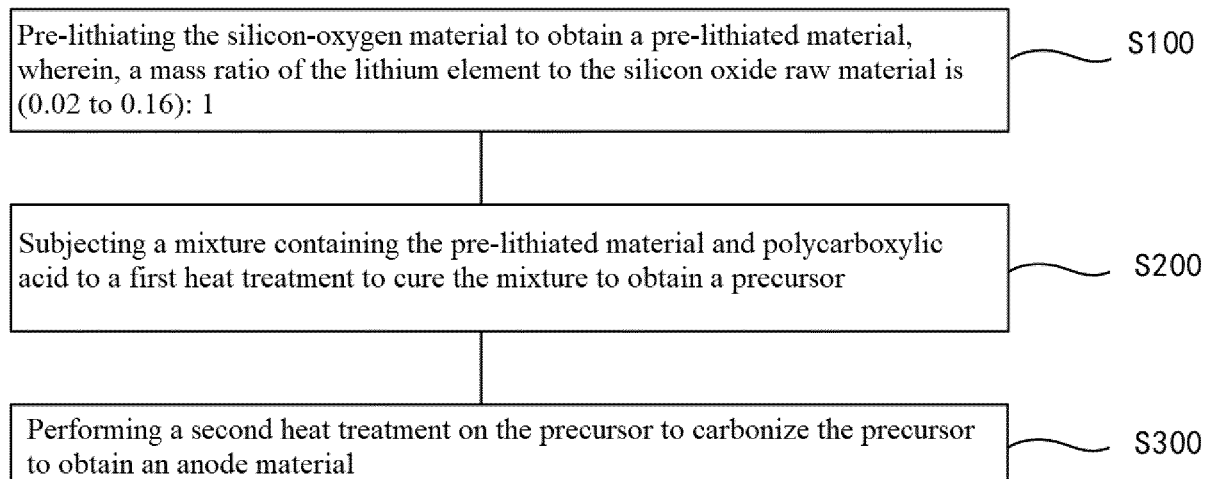 Pre-lithiating the silicon-oxygen material to obtain a pre-lithiated material,
wherein, a mass ratio of the lithium element to the silicon oxide raw material is
(0.02 to 0.16): 1
S100
Subjecting a mixture containing the pre-lithiated material and polycarboxylic
acid to a first heat treatment to cure the mixture to obtain a precursor
S200
Performing a second heat treatment on the precursor to carbonize the precursor
to obtain an anode material
S300